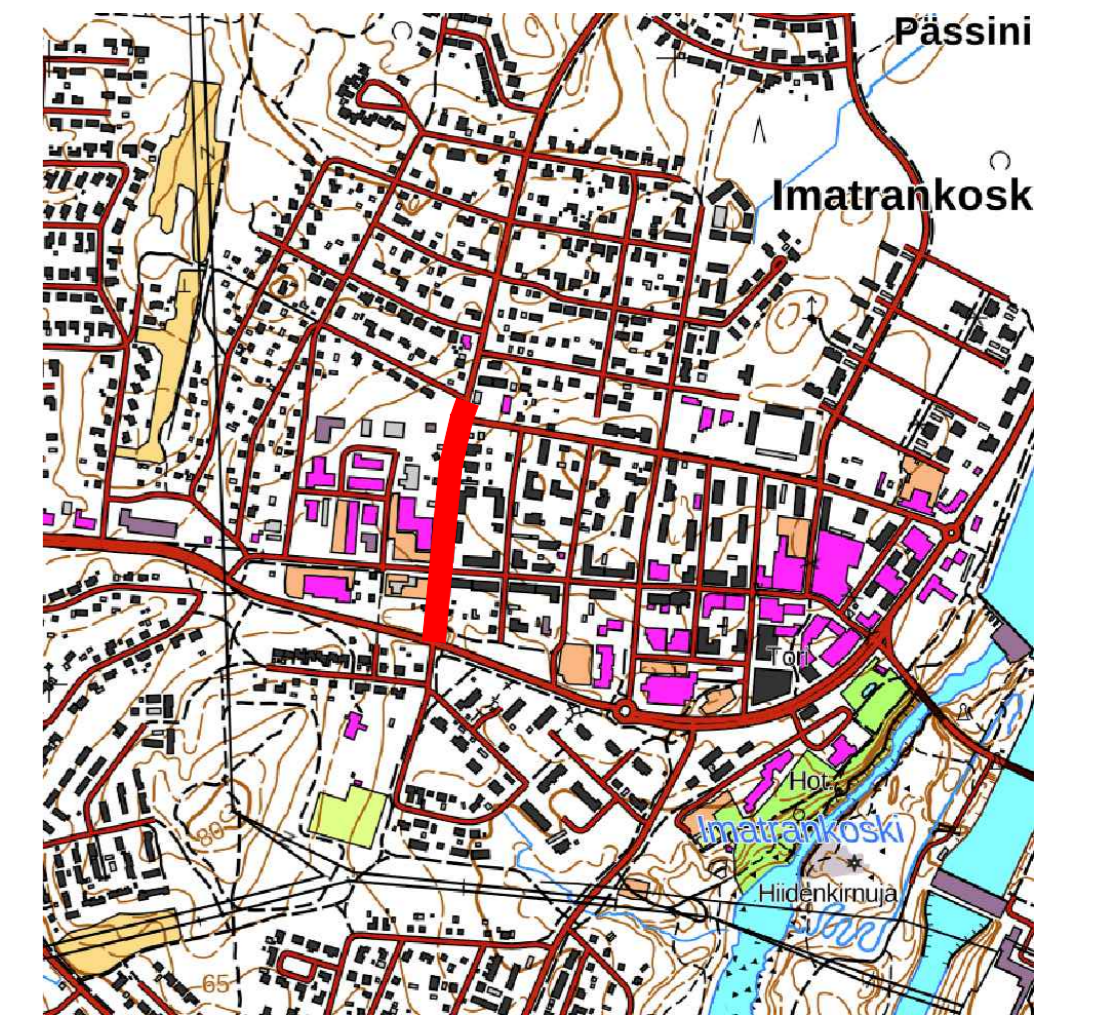 Pässini
Imatrankosk
Tori
Hot.
Imatrankoski
80
Hiidenkirnuja
65